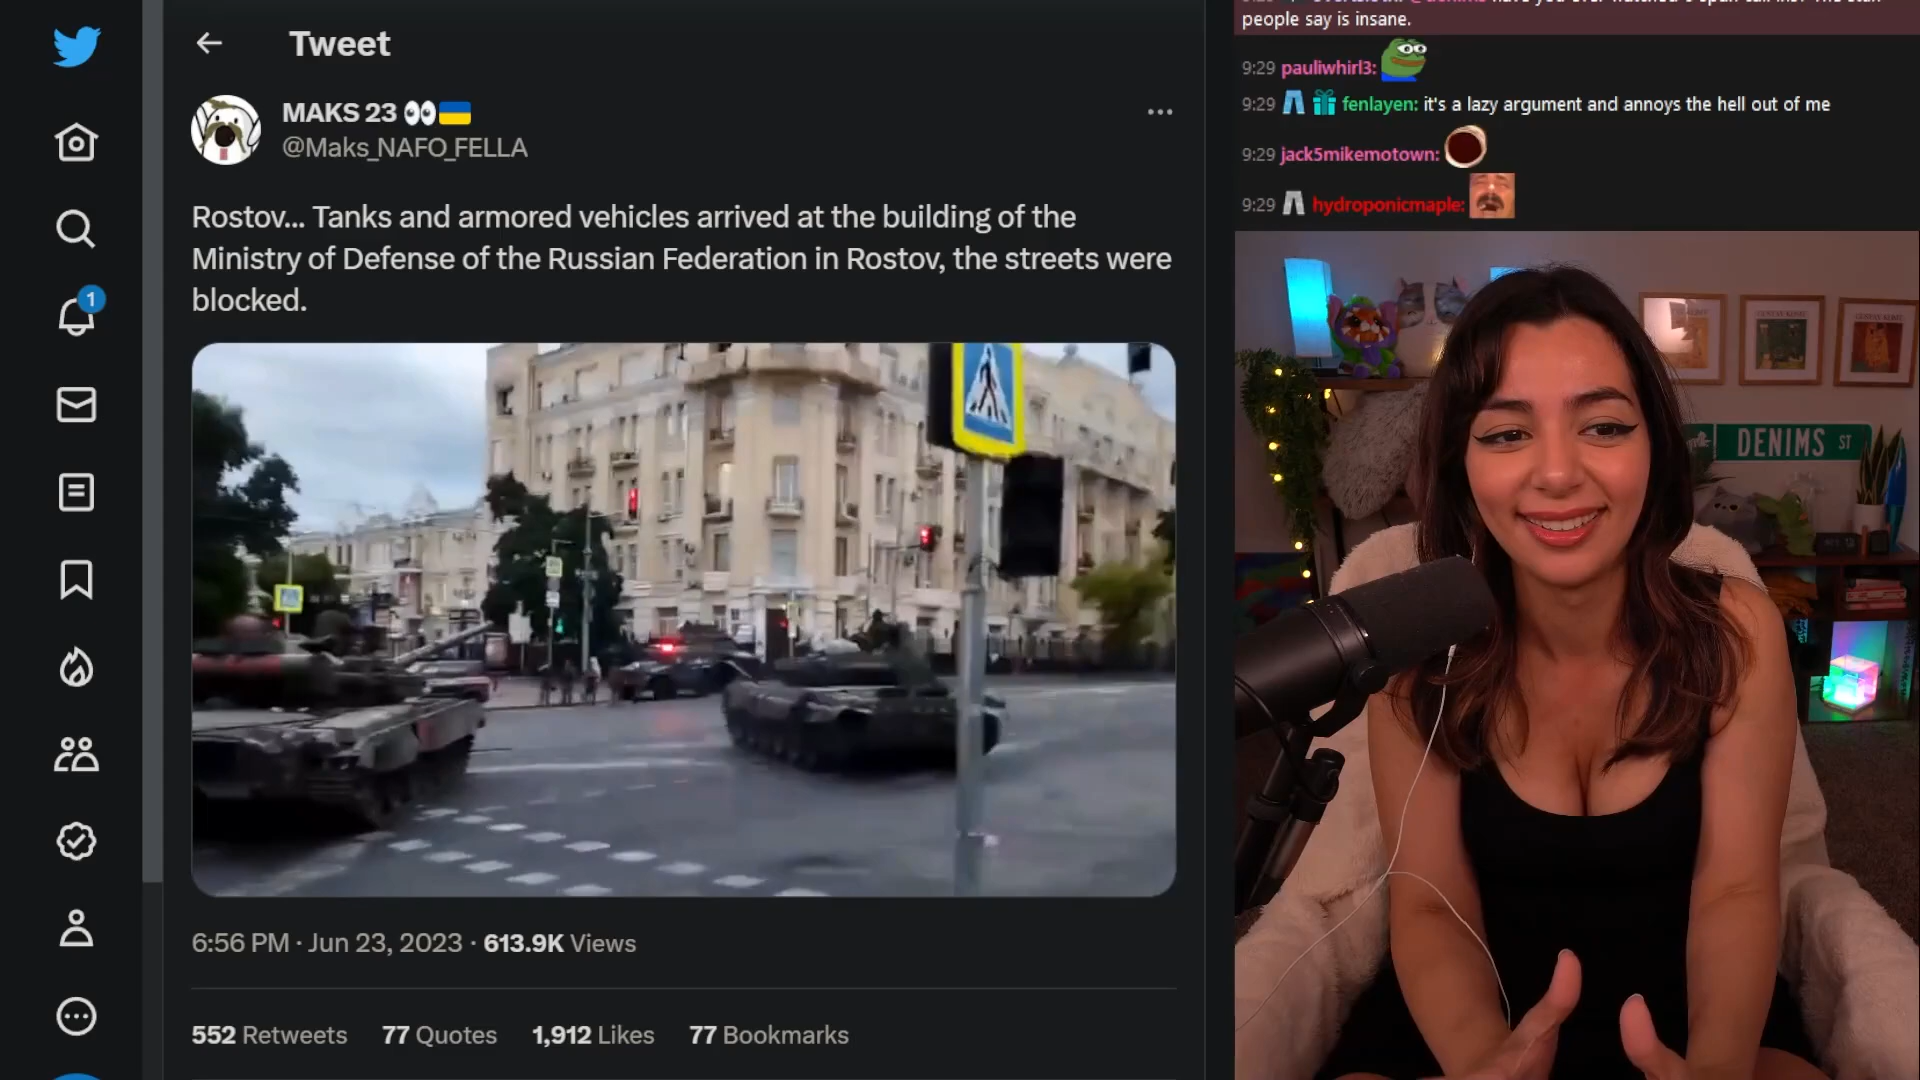 Tweet
MAKS 23
@Maks_NAFO_FELLA
Rostov... Tanks and armored vehicles arrived at the building of the
Ministry of Defense of the Russian Federation in Rostov, the streets were
blocked.
6:56 PM · Jun 23, 2023 · 613.9K Views
552 Retweets 77 Quotes 1,912 Likes 77 Bookmarks
1
people say is insane.
9:29 pauliwhirl3:
9:29 fenlayen: it's a lazy argument and annoys the hell out of me
9:29 jack5mikemotown:
9:29 hydroponicmaple:
DENIMS ST